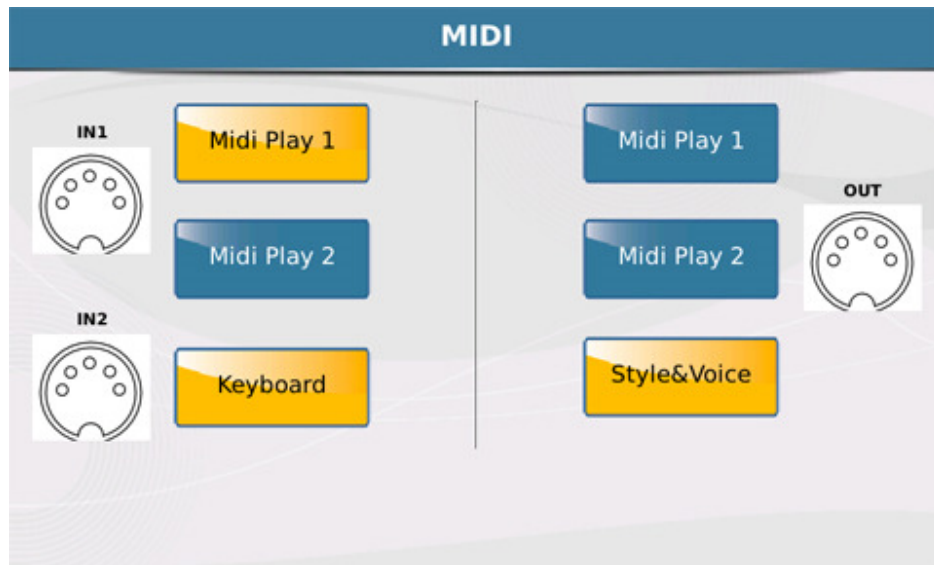 MIDI
IN1
Midi Play 1
Midi Play 2
IN2
Keyboard
Midi Play 1
Midi Play 2
Style&Voice
OUT